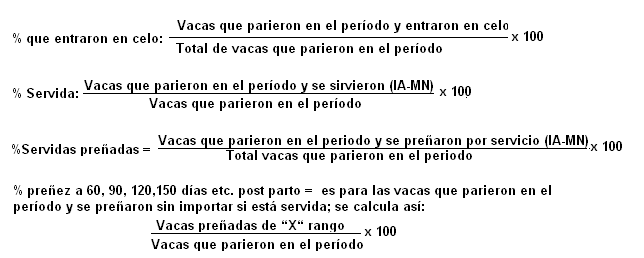 Vacas que parieron en el período y entraron en celo
% que entraron en celo: x 100
Total de vacas que parieron en el período
Vacas que parieron en el período y se sirvieron (IA-MN)
% Servida: x 100
Vacas que parieron en el período
Vacas que parieron en el periodo y se preñaron por servicio (IA-MN)
%Servidas preñadas = x 100
Total vacas que parieron en el periodo
% preñez a 60, 90, 120,150 días etc. post parto = es para las vacas que parieron en el
período y se preñaron sin importar si está servida; se calcula así:
Vacas preñadas de “X“ rango
x 100
Vacas que parieron en el período